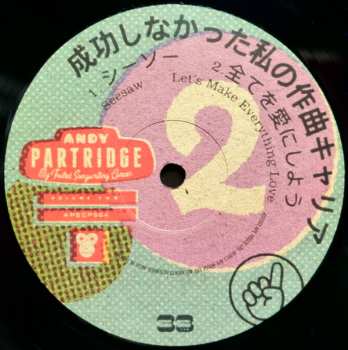 成功しなかった私の作曲キャリア
1 シーソー
Seesaw
2 全てを愛にしよう
Let's Make Everything Love
2
ANDY
PARTRIDGE
My Failed Songwriting Career
VOLUME TWO
33